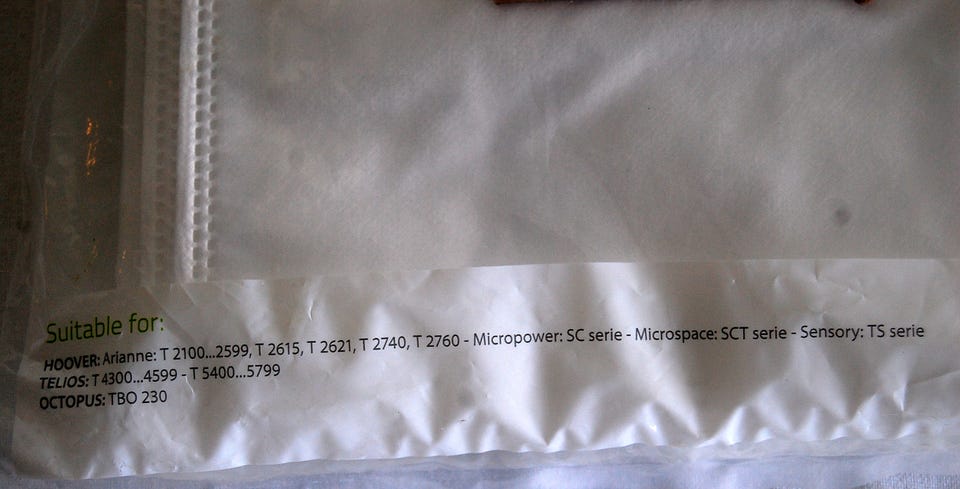 Suitable for:
HOOVER: Arianne: T 2100...2599, T 2615, T 2621, T 2740, T 2760 - Micropower: SC serie - Microspace: SCT serie - Sensory: TS serie
TELIOS: T 4300...4599 - T 5400...5799
OCTOPUS: TBO 230